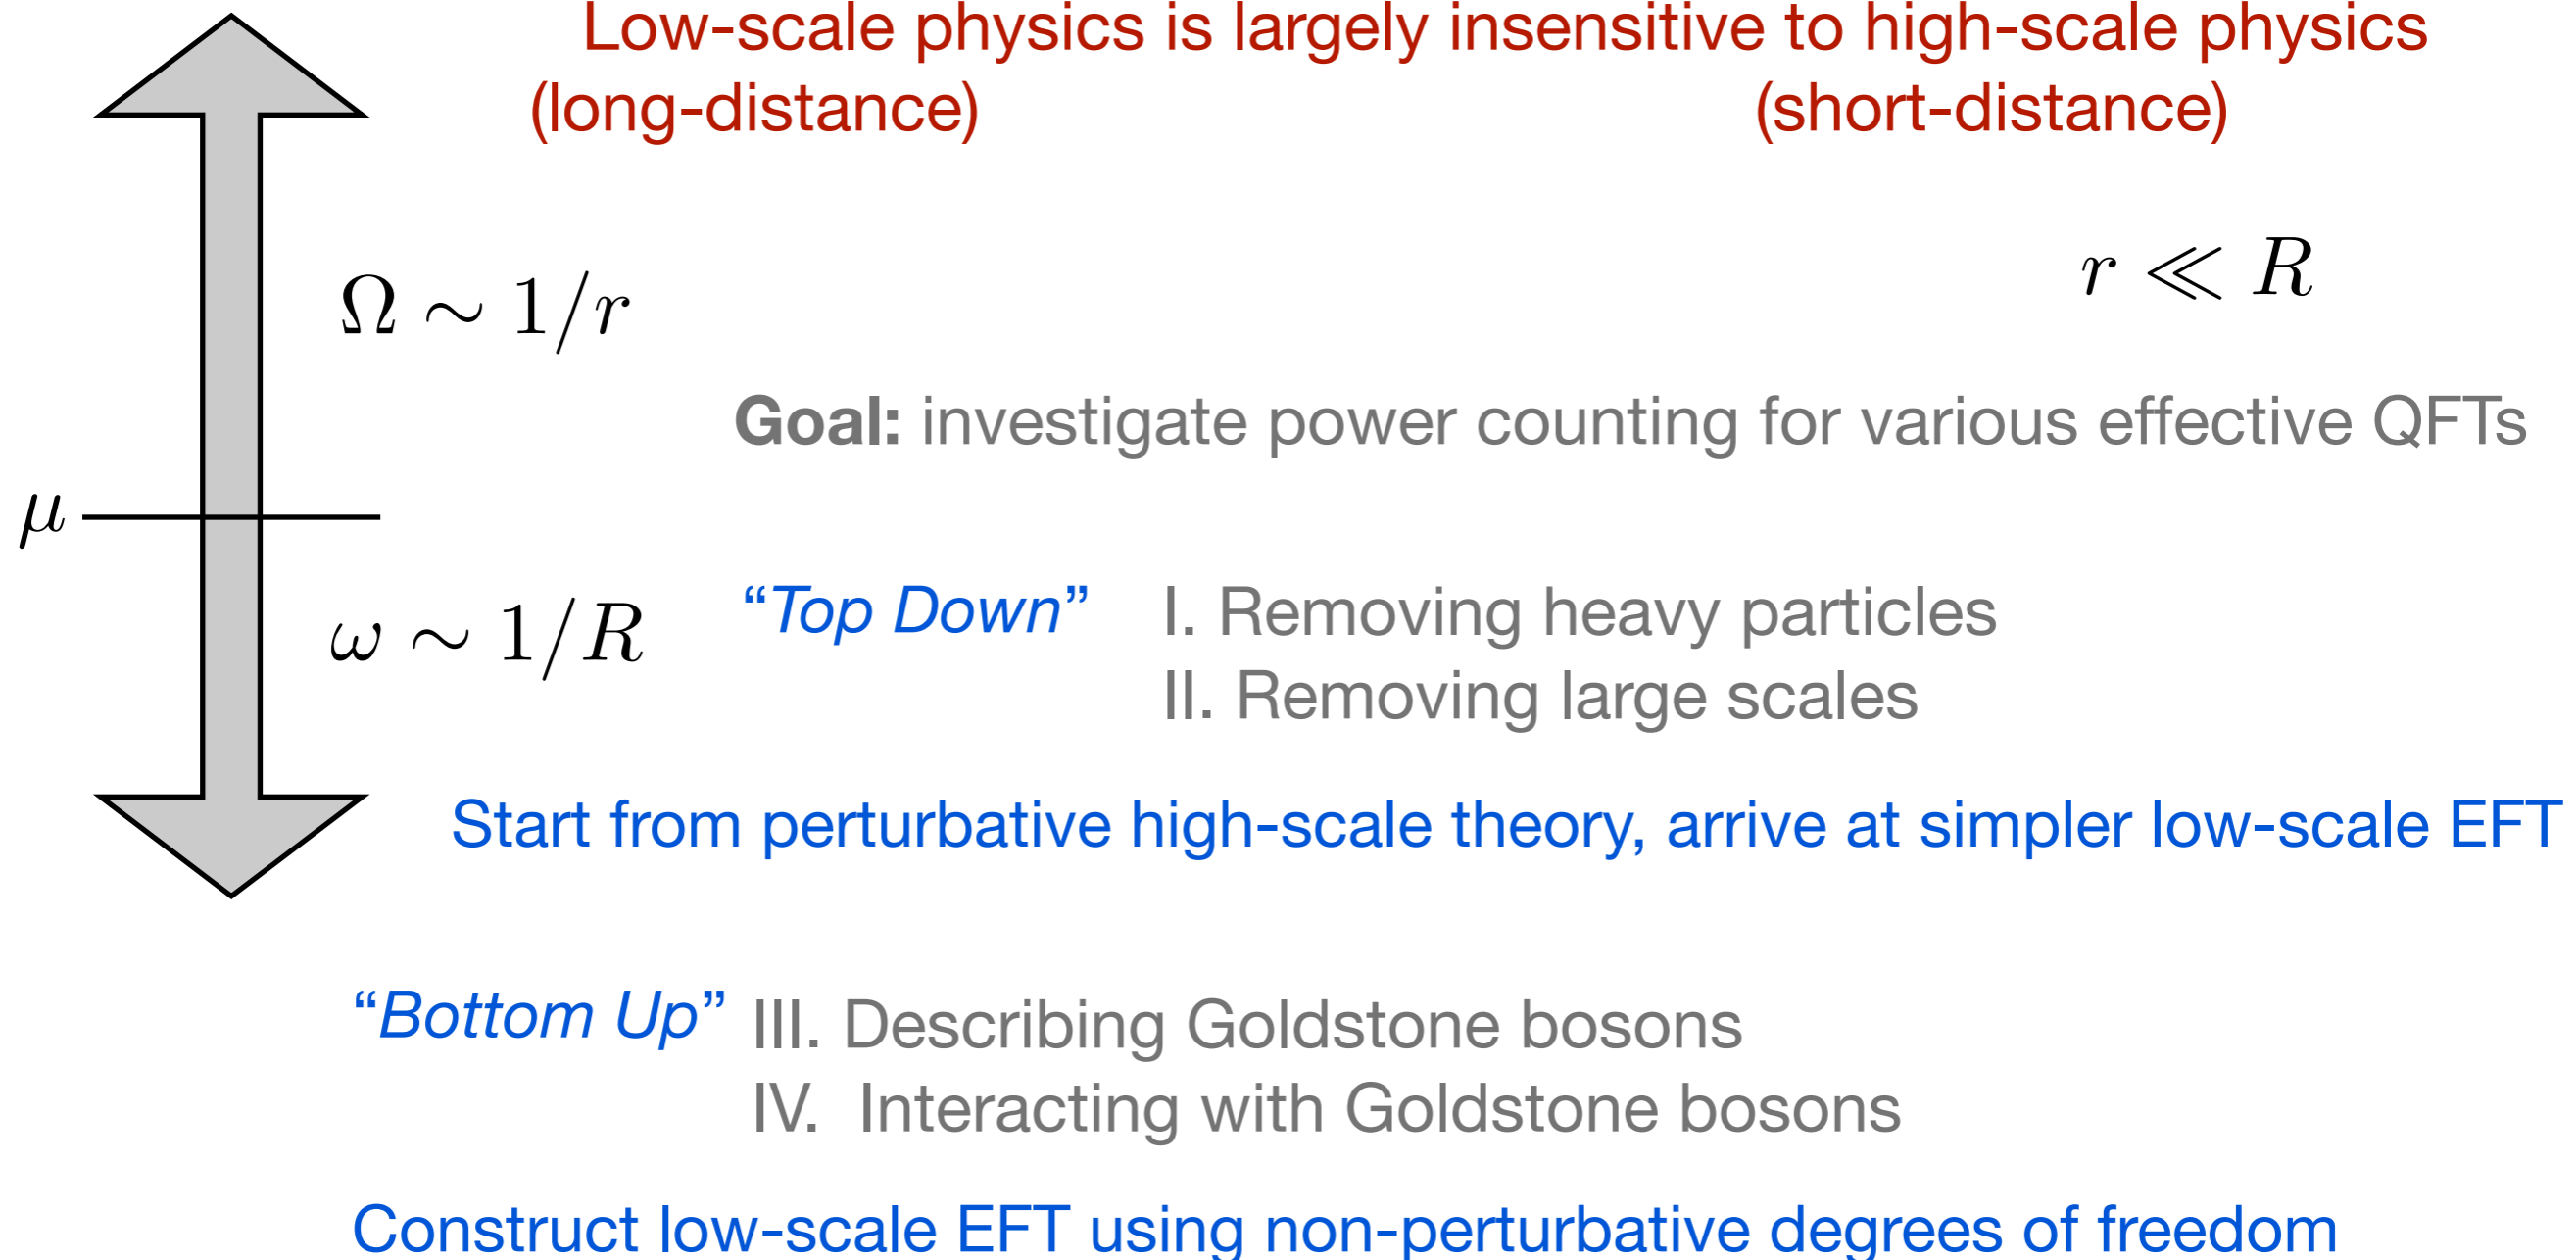 Low-scale physics is largely insensitive to high-scale physics
(long-distance) (short-distance)
r ≪ R
Ω ∼ 1/r
Goal: investigate power counting for various effective QFTs
μ
ω ∼ 1/R
“Top Down” I. Removing heavy particles
II. Removing large scales
Start from perturbative high-scale theory, arrive at simpler low-scale EFT
“Bottom Up” III. Describing Goldstone bosons
IV. Interacting with Goldstone bosons
Construct low-scale EFT using non-perturbative degrees of freedom